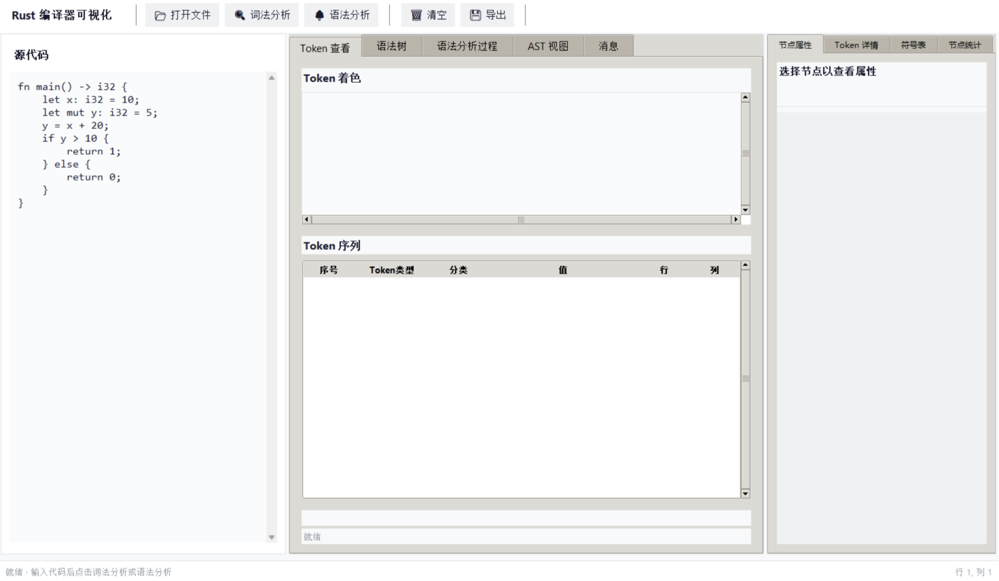 Rust 编译器可视化
打开文件
词法分析
语法分析
清空
导出
源代码
fn main() -> i32 {
    let x: i32 = 10;
    let mut y: i32 = 5;
    y = x + 20;
    if y > 10 {
        return 1;
    } else {
        return 0;
    }
}
Token 查看
语法树
语法分析过程
AST 视图
消息
Token 着色
Token 序列
序号 Token类型 分类 值 行 列
就绪
节点属性
Token 详情
符号表
节点统计
选择节点以查看属性
就绪 · 输入代码后点击词法分析或语法分析
行 1, 列 1